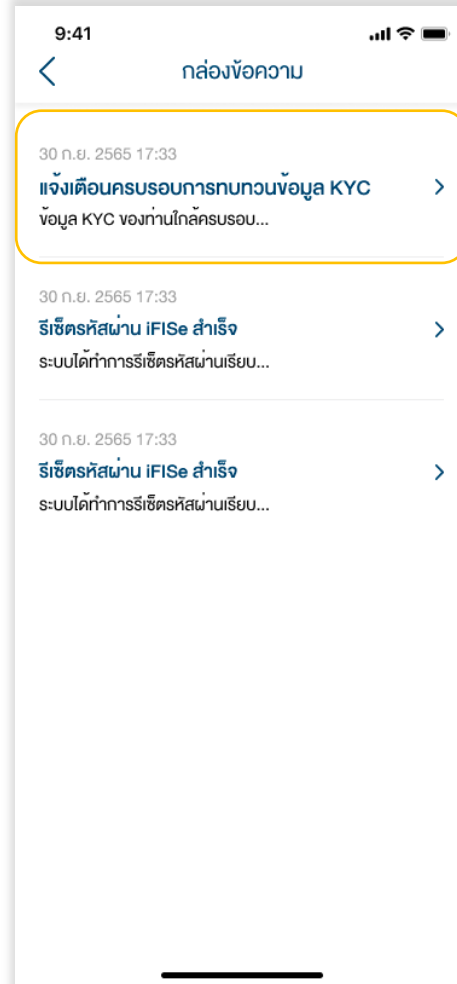 9:41
กล่องข้อความ
30 ก.ย. 2565 17:33
แจ้งเตือนครบรอบการทบทวนข้อมูล KYC
ข้อมูล KYC ของท่านใกล้ครบรอบ...
30 ก.ย. 2565 17:33
รีเซ็ตรหัสผ่าน iFISe สำเร็จ
ระบบได้ทำการรีเซ็ตรหัสผ่านเรียบ...
30 ก.ย. 2565 17:33
รีเซ็ตรหัสผ่าน iFISe สำเร็จ
ระบบได้ทำการรีเซ็ตรหัสผ่านเรียบ...